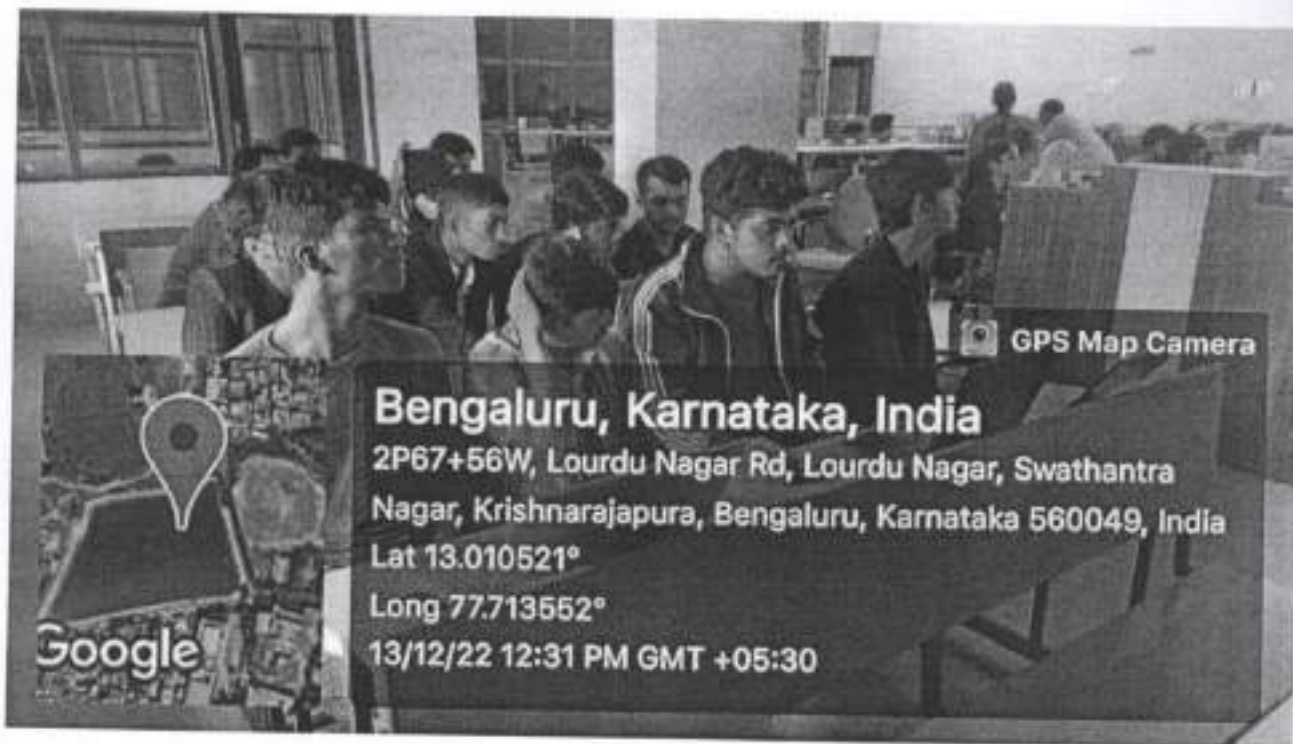 GPS Map Camera
Bengaluru, Karnataka, India
2P67+56W, Lourdu Nagar Rd, Lourdu Nagar, Swathantra
Nagar, Krishnarajapura, Bengaluru, Karnataka 560049, India
Lat 13.010521°
Long 77.713552°
13/12/22 12:31 PM GMT +05:30
Google